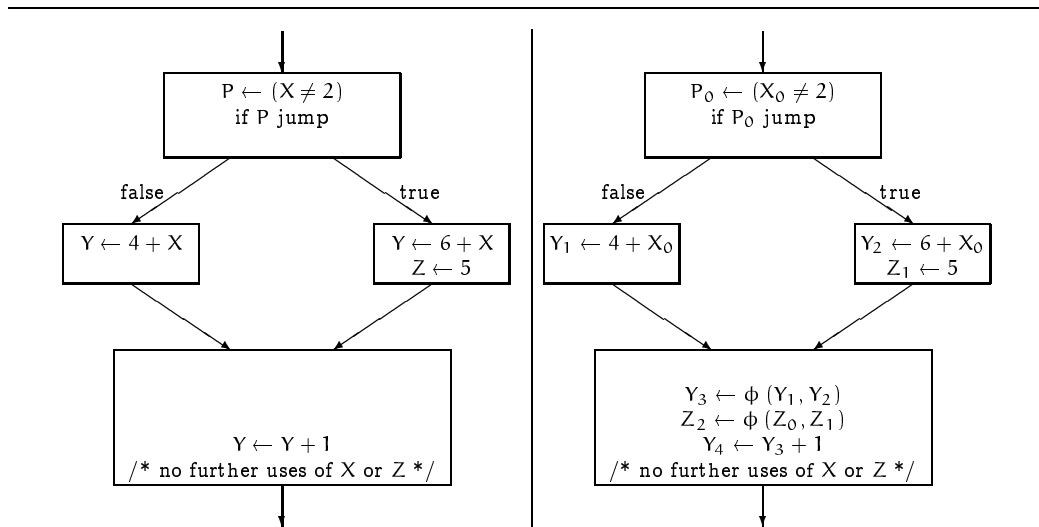 P ← (X ≠ 2)
if P jump
false
true
Y ← 4 + X
Y ← 6 + X
Z ← 5
Y ← Y + 1
/* no further uses of X or Z */
P₀ ← (X₀ ≠ 2)
if P₀ jump
false
true
Y₁ ← 4 + X₀
Y₂ ← 6 + X₀
Z₁ ← 5
Y₃ ← ϕ (Y₁, Y₂)
Z₂ ← ϕ (Z₀, Z₁)
Y₄ ← Y₃ + 1
/* no further uses of X or Z */